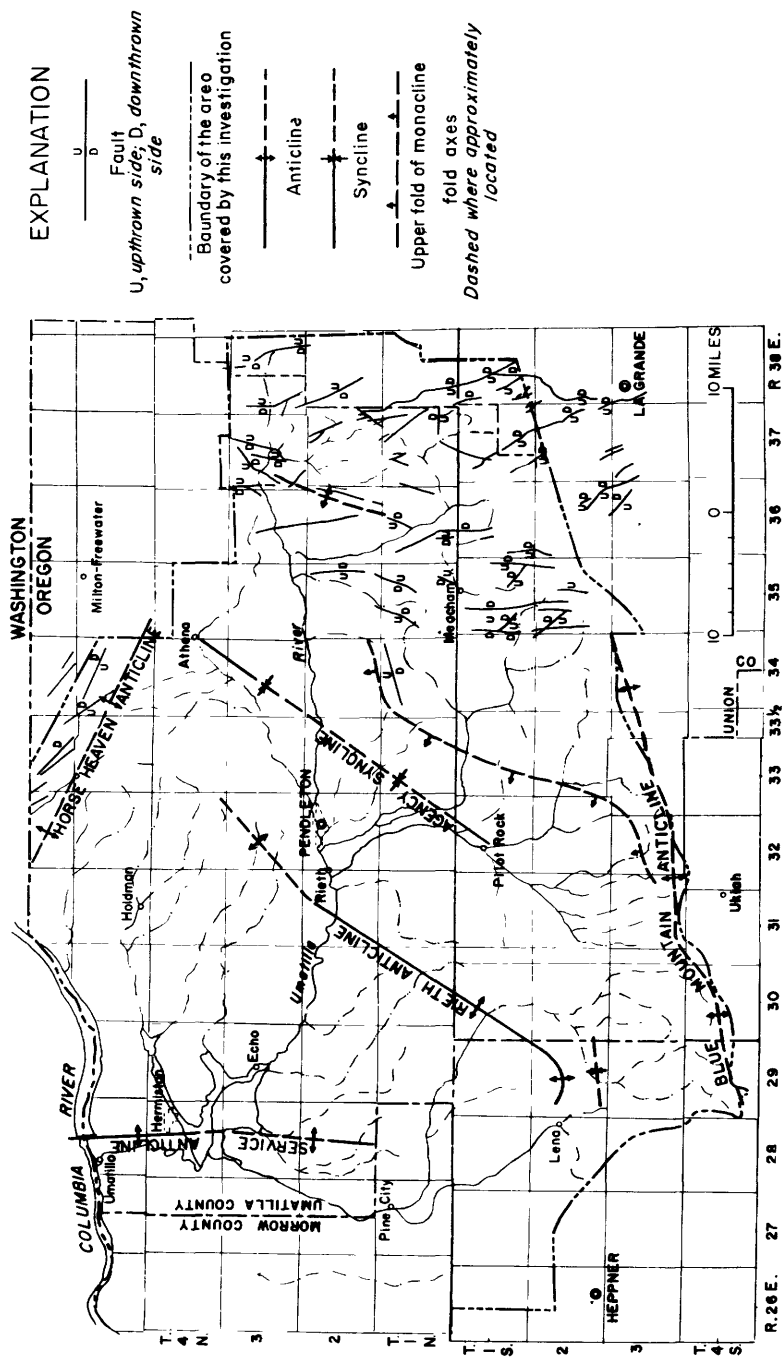 EXPLANATION
U
D
Fault
U, upthrown side; D, downthrown
side
Boundary of the area
covered by this investigation
Anticline
Syncline
Upper fold of monacline
fold axes
Dashed where approximately
located
WASHINGTON
OREGON
Milton-Freewater
HORSE HEAVEN ANTICLINE
Athena
Holdman
COLUMBIA RIVER
Umatilla
Hermiston
SERVICE ANTICLINE
Echo
Umatilla River
Rieth
PENDLETON
RIETH ANTICLINE
AGENCY SYNCLINE
Pilot Rock
Meacham
MORROW COUNTY
UMATILLA COUNTY
Pine City
Lena
HEPPNER
BLUE MOUNTAIN ANTICLINE
Ukiah
UNION CO
LA GRANDE
10 0 10 MILES
T. 4 N.
3
2
T. 1 N.
T. 1 S.
2
3
T. 4 S.
R. 26 E. 27 28 29 30 31 32 33 33½ 34 35 36 37 R 38 E.